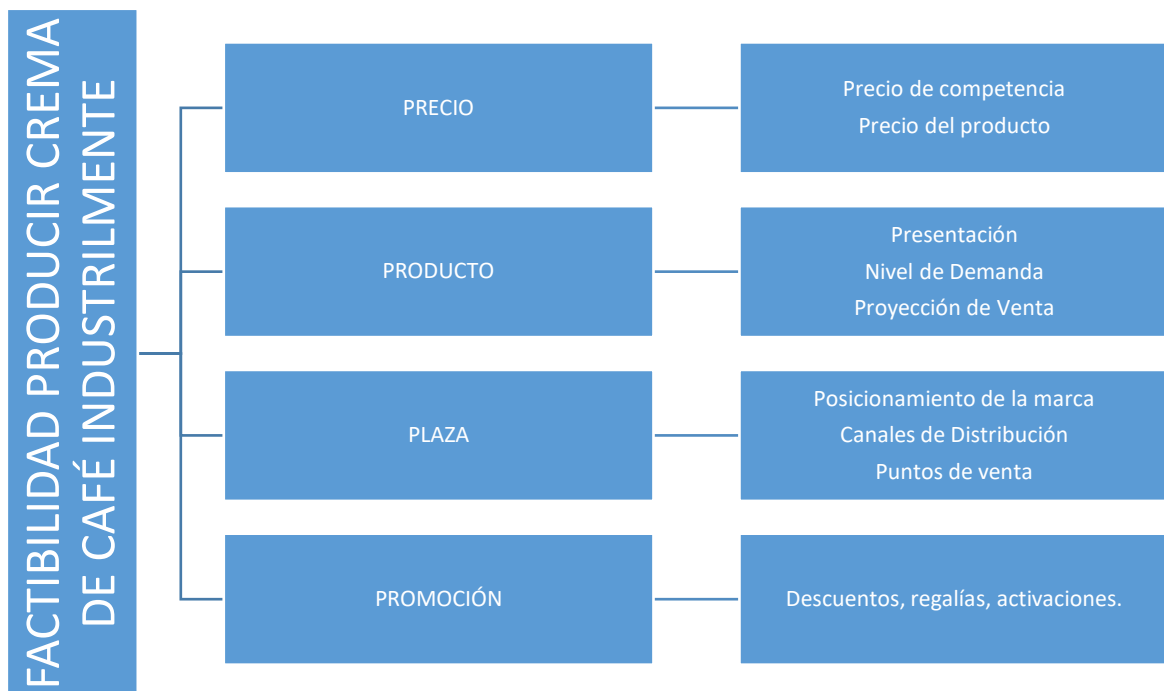 FACTIBILIDAD PRODUCIR CREMA
DE CAFÉ INDUSTRILMENTE
PRECIO
Precio de competencia
Precio del producto
PRODUCTO
Presentación
Nivel de Demanda
Proyección de Venta
PLAZA
Posicionamiento de la marca
Canales de Distribución
Puntos de venta
PROMOCIÓN
Descuentos, regalías, activaciones.